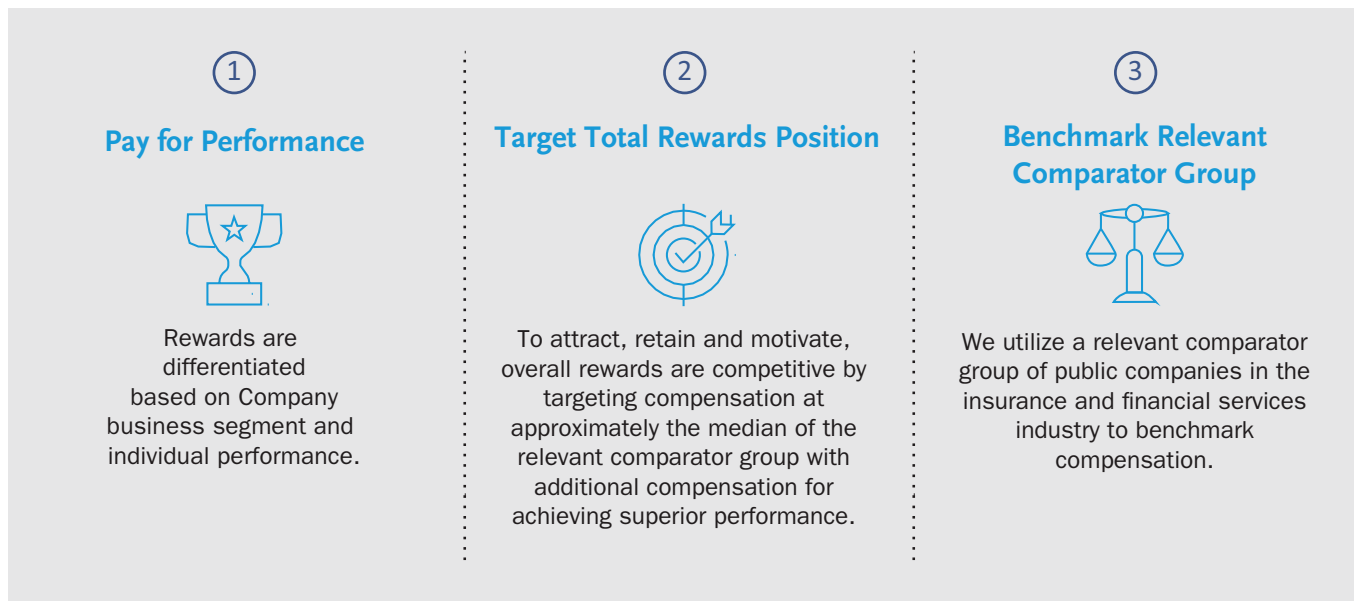 1
Pay for Performance
Rewards are
differentiated
based on Company
business segment and
individual performance.
2
Target Total Rewards Position
To attract, retain and motivate,
overall rewards are competitive by
targeting compensation at
approximately the median of the
relevant comparator group with
additional compensation for
achieving superior performance.
3
Benchmark Relevant
Comparator Group
We utilize a relevant comparator
group of public companies in the
insurance and financial services
industry to benchmark
compensation.